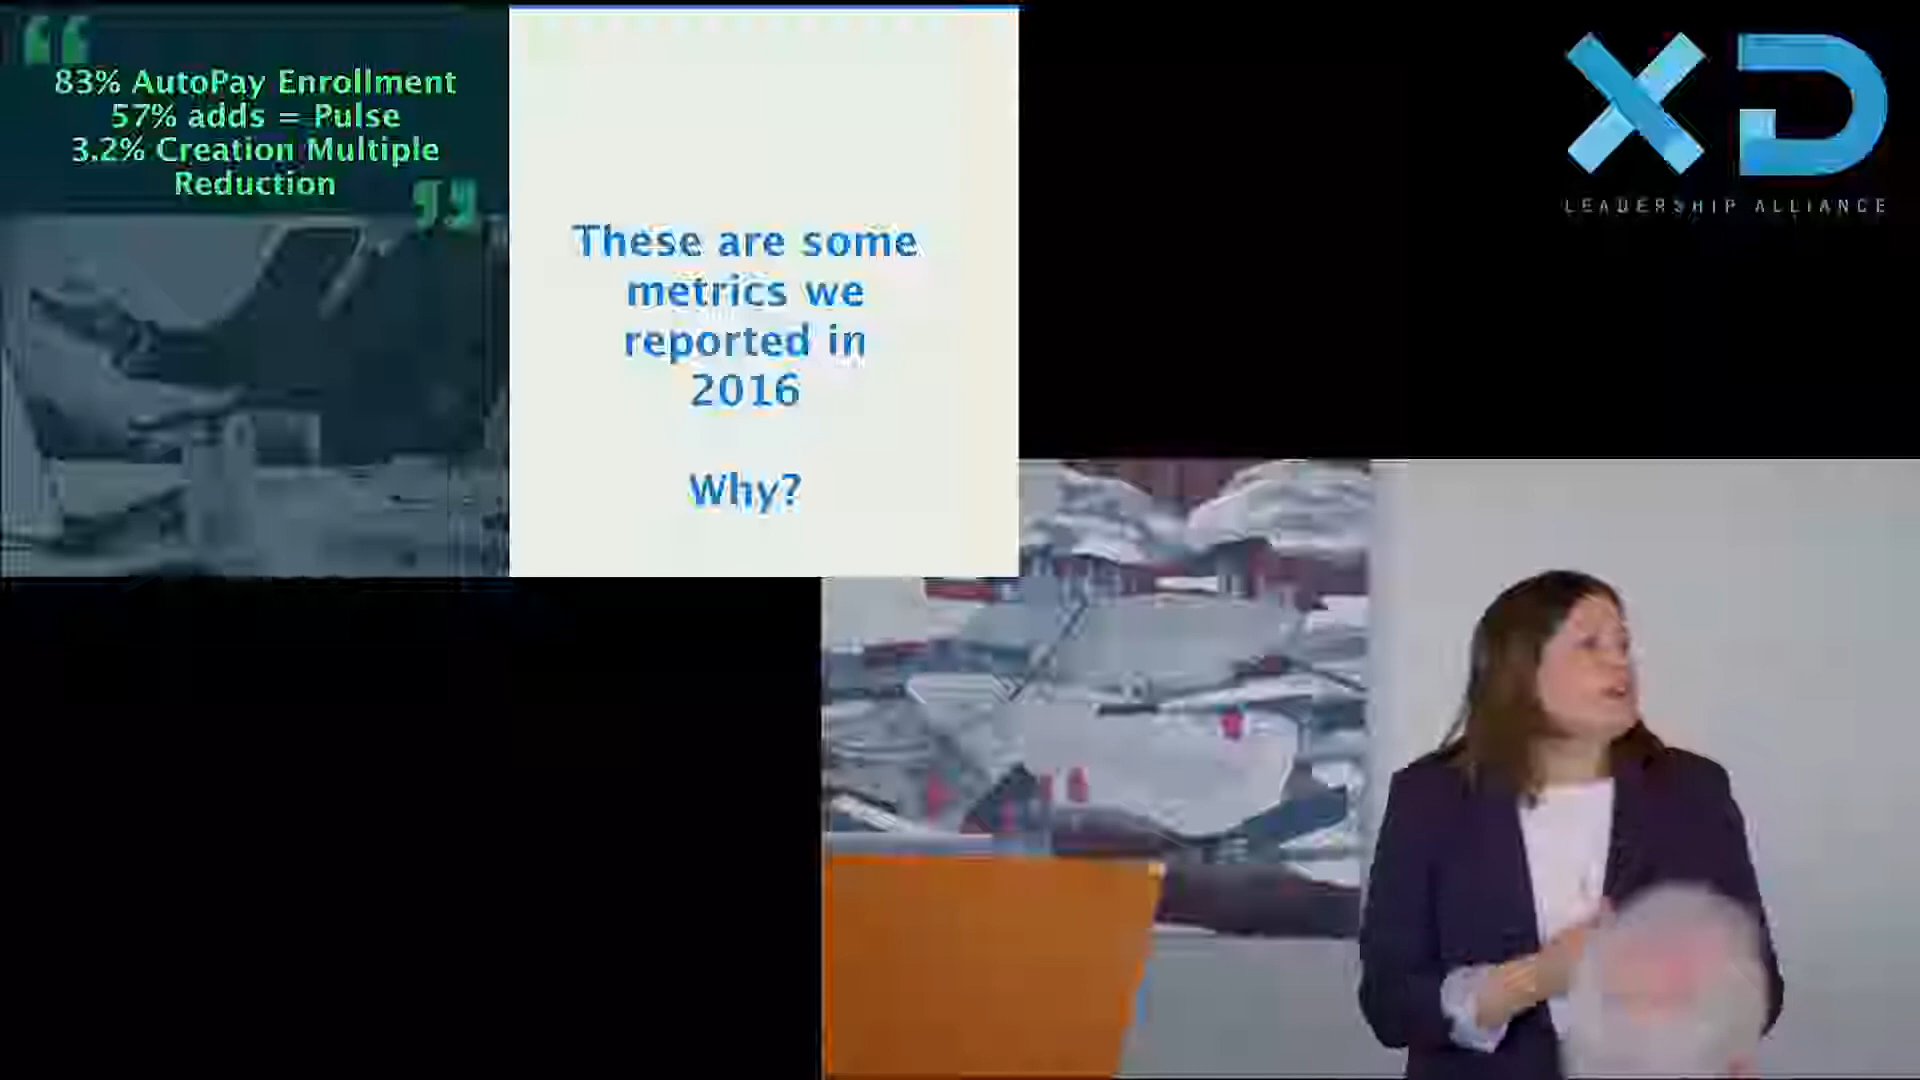 83% AutoPay Enrollment
57% adds = Pulse
3.2% Creation Multiple
Reduction
These are some
metrics we
reported in
2016
Why?
XD
LEADERSHIP ALLIANCE